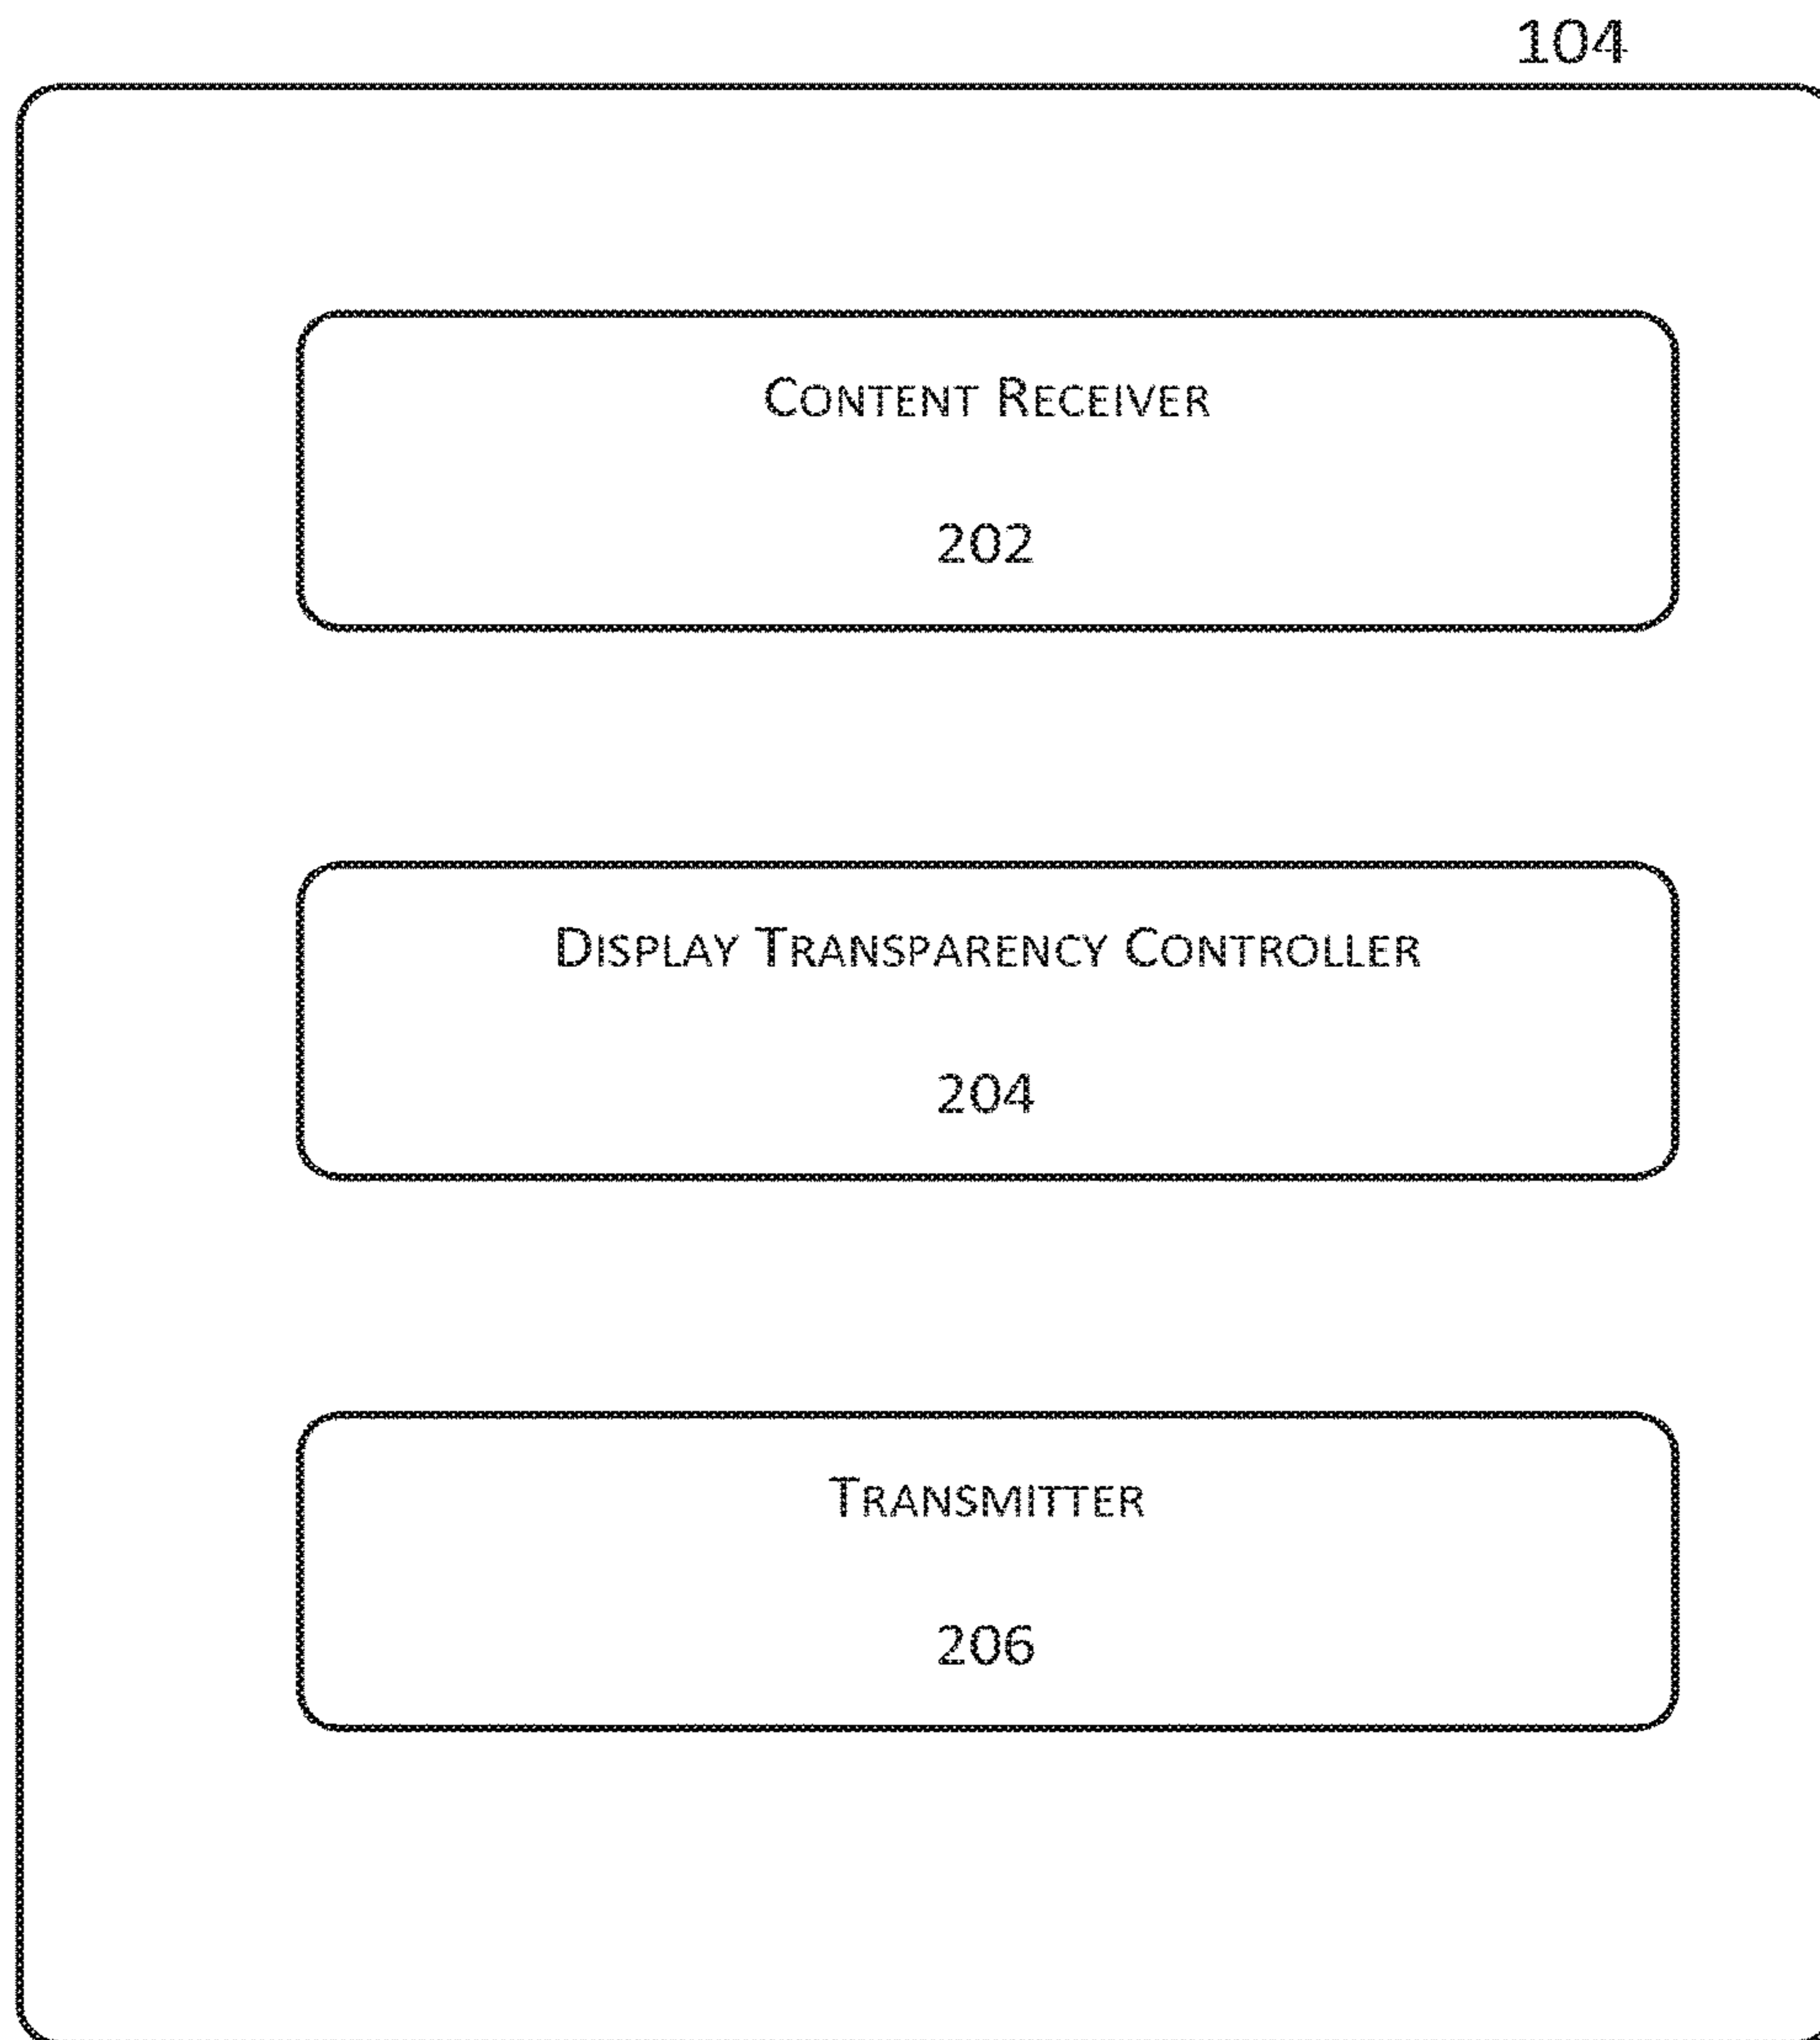 104
Content Receiver
202
Display Transparency Controller
204
Transmitter
206